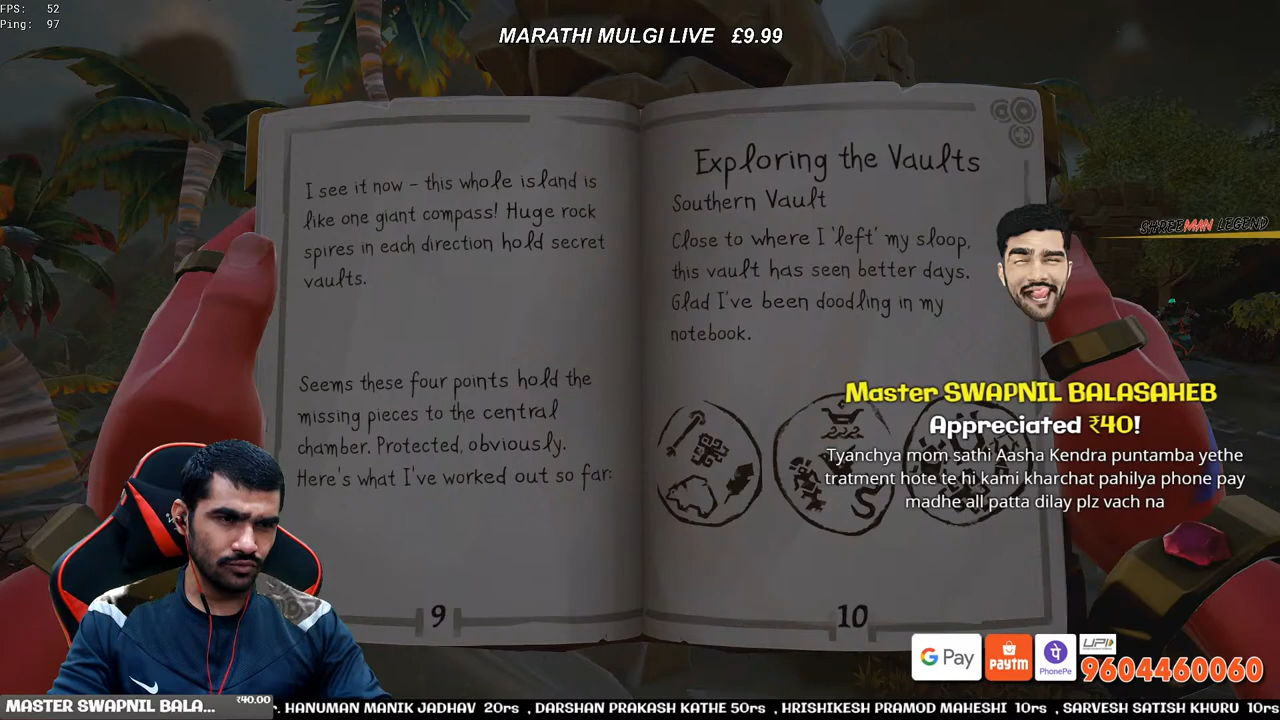 FPS: 52
Ping: 97
MARATHI MULGI LIVE £9.99
I see it now - this whole island is
like one giant compass! Huge rock
spires in each direction hold secret
vaults.
Seems these four points hold the
missing pieces to the central
chamber. Protected, obviously.
Here's what I've worked out so far:
9
Exploring the Vaults
Southern Vault
Close to where I 'left' my sloop,
this vault has seen better days.
Glad I've been doodling in my
notebook.
10
SHREEMAN LEGEND
Master SWAPNIL BALASAHEB
Appreciated ₹40!
Tyanchya mom sathi Aasha Kendra puntamba yethe
tratment hote te hi kami kharchat pahilya phone pay
madhe all patta dilay plz vach na
G Pay
Paytm
पे
PhonePe
UPI
9604460060
MASTER SWAPNIL BALA... ₹40.00
. HANUMAN MANIK JADHAV 20rs , DARSHAN PRAKASH KATHE 50rs , HRISHIKESH PRAMOD MAHESHI 10rs , SARVESH SATISH KHURU 10rs